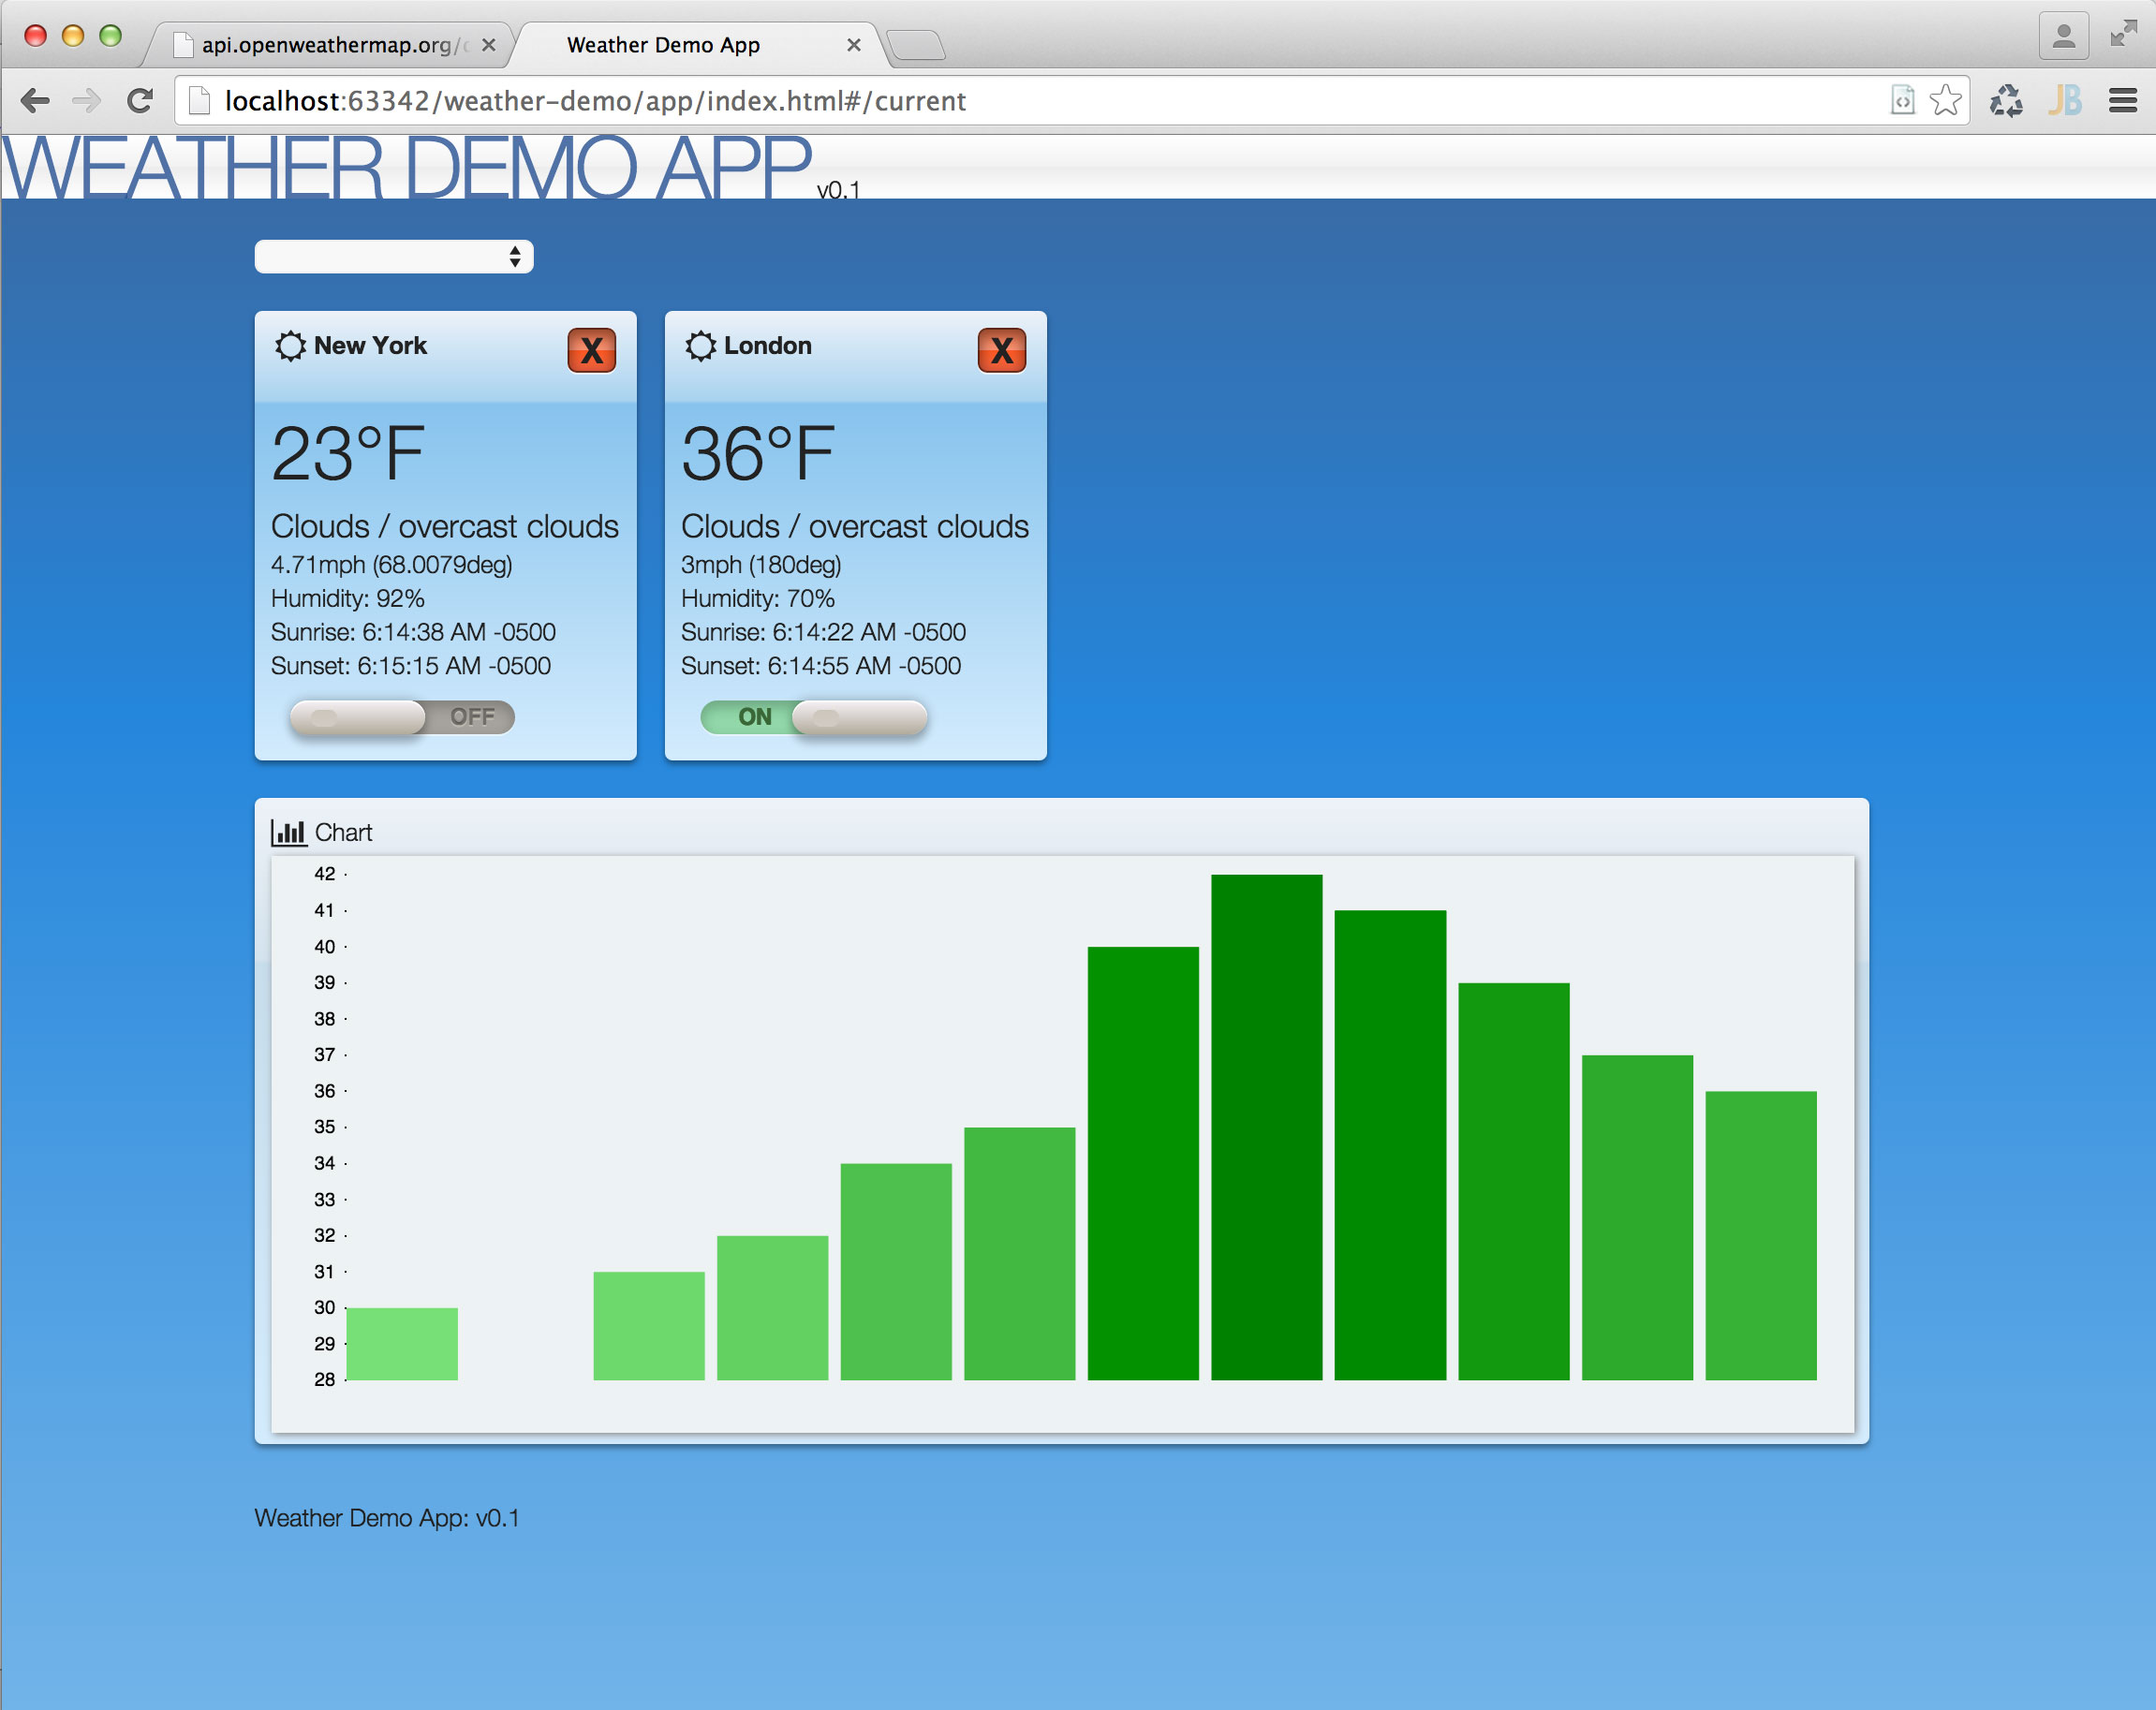 api.openweathermap.org/
Weather Demo App
localhost:63342/weather-demo/app/index.html#/current
JB
WEATHER DEMO APP v0.1
New York
X
London
X
23°F
36°F
Clouds / overcast clouds
4.71mph (68.0079deg)
Humidity: 92%
Sunrise: 6:14:38 AM -0500
Sunset: 6:15:15 AM -0500
OFF
Clouds / overcast clouds
3mph (180deg)
Humidity: 70%
Sunrise: 6:14:22 AM -0500
Sunset: 6:14:55 AM -0500
ON
Chart
42
41
40
39
38
37
36
35
34
33
32
31
30
29
28
Weather Demo App: v0.1